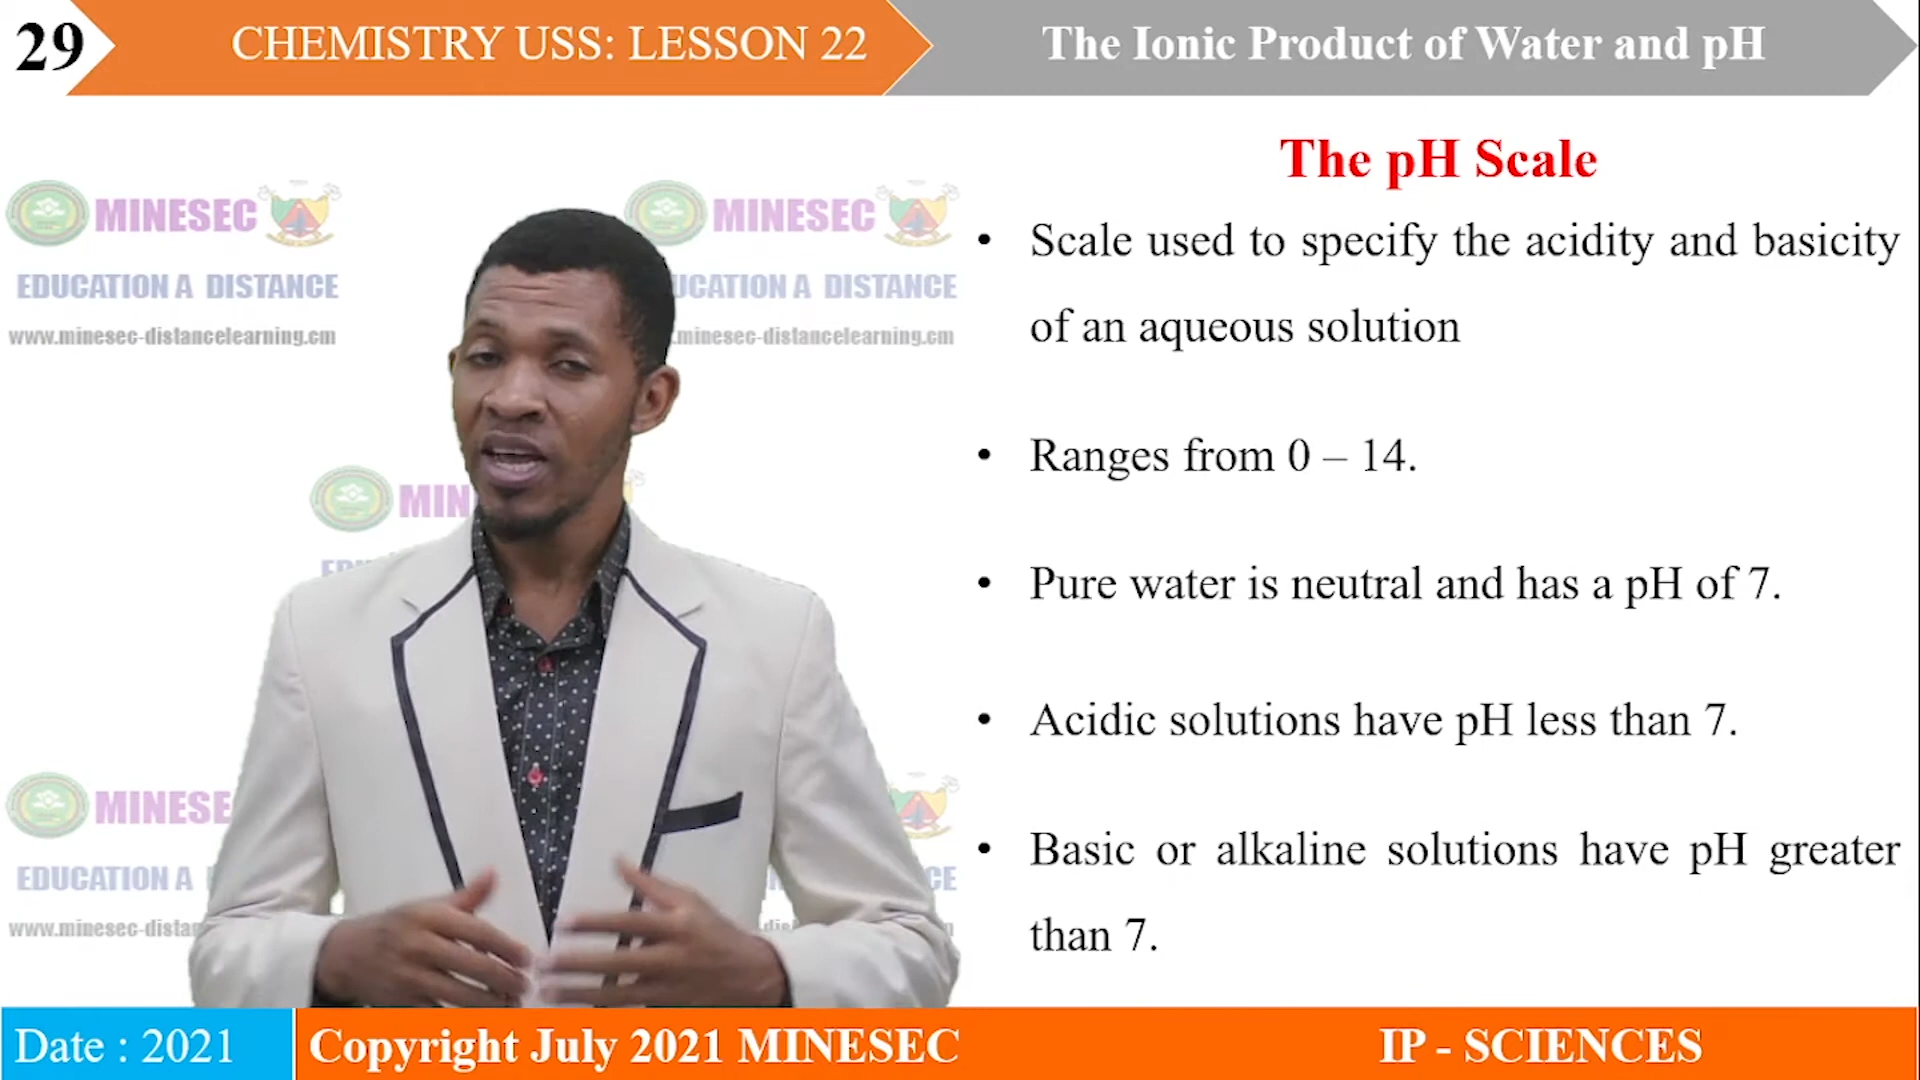 29
CHEMISTRY USS: LESSON 22
The Ionic Product of Water and pH
The pH Scale
MINESEC
EDUCATION A DISTANCE
www.minesec-distancelearning.cm
MINESEC
UCATION A DISTANCE
.minesec-distancelearning.cm
• Scale used to specify the acidity and basicity
of an aqueous solution
• Ranges from 0 – 14.
MIN
• Pure water is neutral and has a pH of 7.
• Acidic solutions have pH less than 7.
MINESE
EDUCATION A
www.minesec-dista
CE
• Basic or alkaline solutions have pH greater
than 7.
Date : 2021
Copyright July 2021 MINESEC
IP - SCIENCES